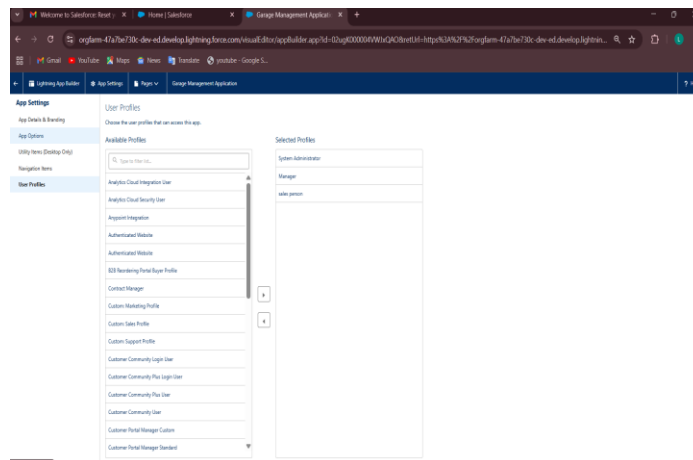 Welcome to Salesforce: Reset y
Home | Salesforce
Garage Management Applicati
orgfarm-47a7be730c-dev-ed.develop.lightning.force.com/visualEditor/appBuilder.app?
Gmail
YouTube
Maps
News
Translate
youtube - Google S...
Lightning App Builder
App Settings
Pages
Garage Management Application
?
App Settings
App Details & Branding
App Options
Utility Items (Desktop Only)
Navigation Items
User Profiles
User Profiles
Choose the user profiles that can access this app.
Available Profiles
Type to filter list...
Analytics Cloud Integration User
Analytics Cloud Security User
Anypoint Integration
Authenticated Website
Authenticated Website
B2B Reordering Portal Buyer Profile
Contract Manager
Custom Marketing Profile
Custom Sales Profile
Custom Support Profile
Customer Community Login User
Customer Community Plus Login User
Customer Community Plus User
Customer Community User
Customer Portal Manager Custom
Customer Portal Manager Standard
Selected Profiles
System Administrator
Manager
sales person